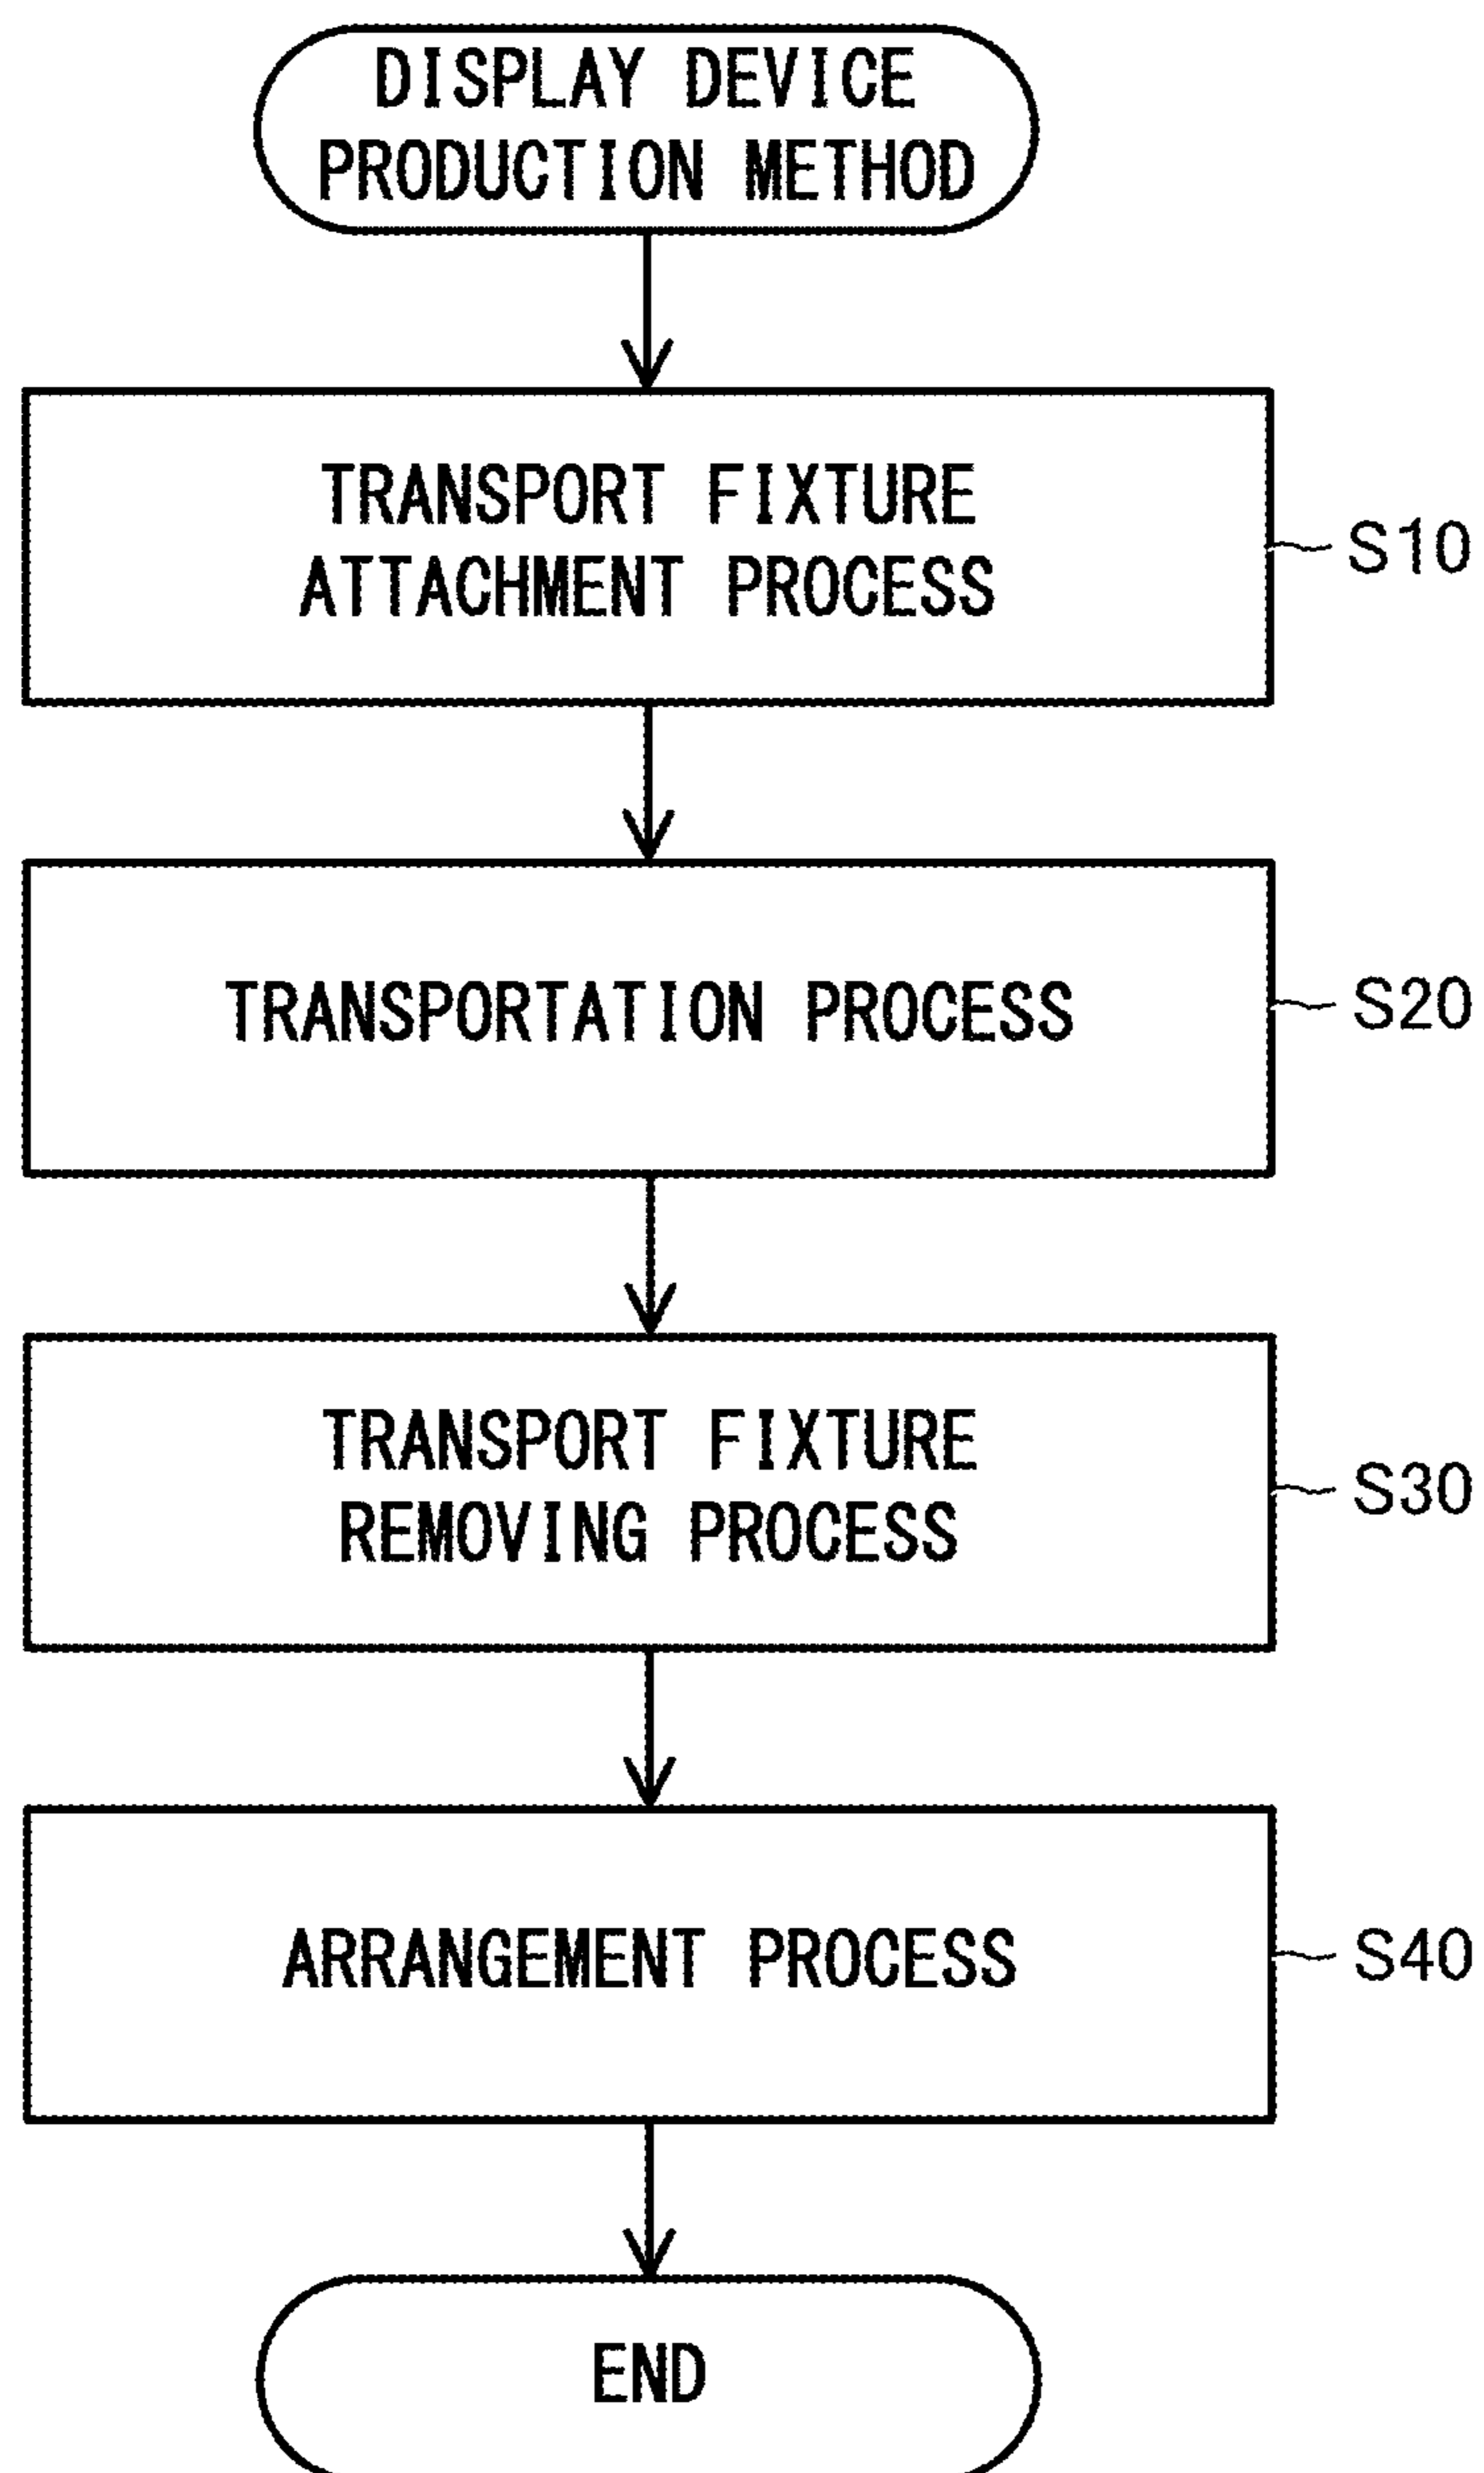 DISPLAY DEVICE
PRODUCTION METHOD
TRANSPORT FIXTURE
ATTACHMENT PROCESS
S10
TRANSPORTATION PROCESS
S20
TRANSPORT FIXTURE
REMOVING PROCESS
S30
ARRANGEMENT PROCESS
S40
END